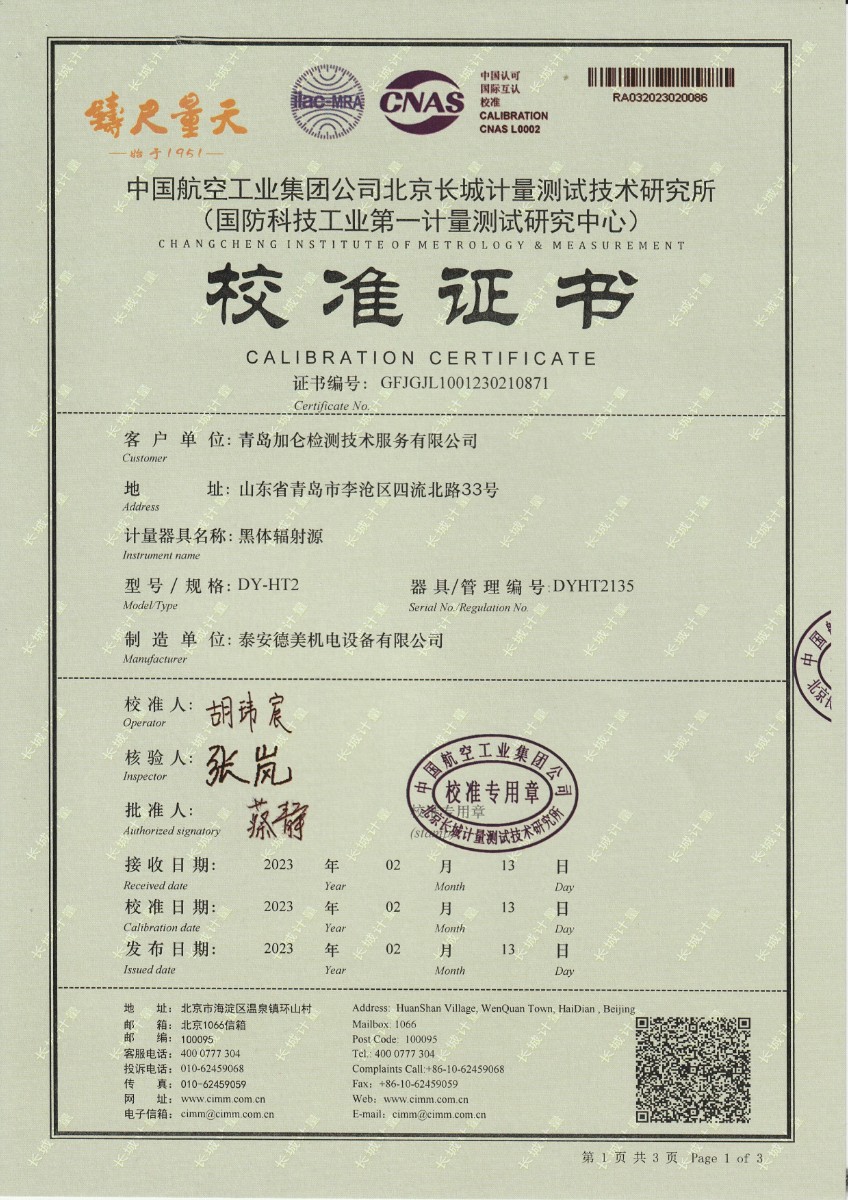 鑄尺量天
始于1951
ilac-MRA
CNAS
中国认可
国际互认
校准
CALIBRATION
CNAS L0002
RA032023020086
中国航空工业集团公司北京长城计量测试技术研究所
（国防科技工业第一计量测试研究中心）
CHANGCHENG INSTITUTE OF METROLOGY & MEASUREMENT
校准证书
CALIBRATION CERTIFICATE
证书编号： GFJGJL1001230210871
Certificate No.
客户单位: 青岛加仑检测技术服务有限公司
Customer
地址: 山东省青岛市李沧区四流北路33号
Address
计量器具名称: 黑体辐射源
Instrument name
型号/规格: DY-HT2 器具/管理编号: DYHT2135
Model/Type Serial No./Regulation No.
制造单位: 泰安德美机电设备有限公司
Manufacturer
校准人: 胡玮宸
Operator
核验人: 张岚
Inspector
批准人: 蔡静
Authorized signatory
中国航空工业集团公司
校准专用章
北京长城计量测试技术研究所
接收日期: 2023 年 02 月 13 日
Received date Year Month Day
校准日期: 2023 年 02 月 13 日
Calibration date Year Month Day
发布日期: 2023 年 02 月 13 日
Issued date Year Month Day
地址: 北京市海淀区温泉镇环山村 Address: HuanShan Village, WenQuan Town, HaiDian , Beijing
邮箱: 北京1066信箱 Mailbox: 1066
邮编: 100095 Post Code: 100095
客服电话: 400 0777 304 Tel.: 400 0777 304
投诉电话: 010-62459068 Complaints Call:+86-10-62459068
传真: 010-62459059 Fax: +86-10-62459059
网址: www.cimm.com.cn Web: www.cimm.com.cn
电子信箱: cimm@cimm.com.cn E-mail: cimm@cimm.com.cn
第 1 页 共 3 页 Page 1 of 3